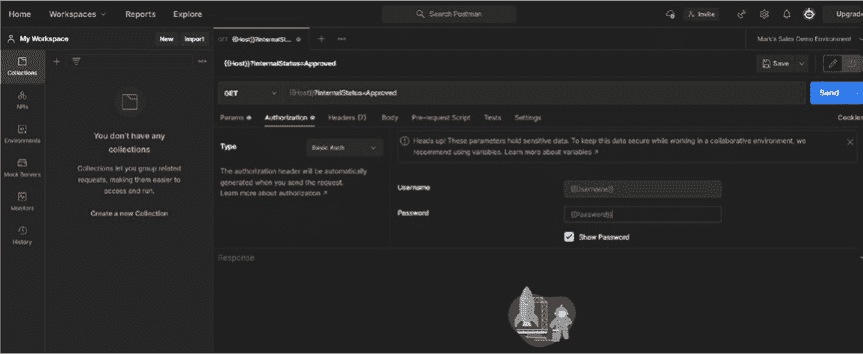 Home Workspaces Reports Explore Search Postman Invite Upgrade
My Workspace New Import
GET {{Host}}?InternalSt... Mark's Sales Demo Environment
Collections
APIs
Environments
Mock Servers
Monitors
History
You don't have any
collections
Collections let you group related
requests, making them easier to
access and run.
Create a new Collection
{{Host}}?InternalStatus=Approved Save
GET {{Host}}?InternalStatus=Approved Send
Params Authorization Headers (7) Body Pre-request Script Tests Settings Cookies
Type Basic Auth
The authorization header will be automatically
generated when you send the request.
Learn more about authorization ↗
Heads up! These parameters hold sensitive data. To keep this data secure while working in a collaborative environment, we
recommend using variables. Learn more about variables ↗
Username {{Username}}
Password {{Password}}
Show Password
Response